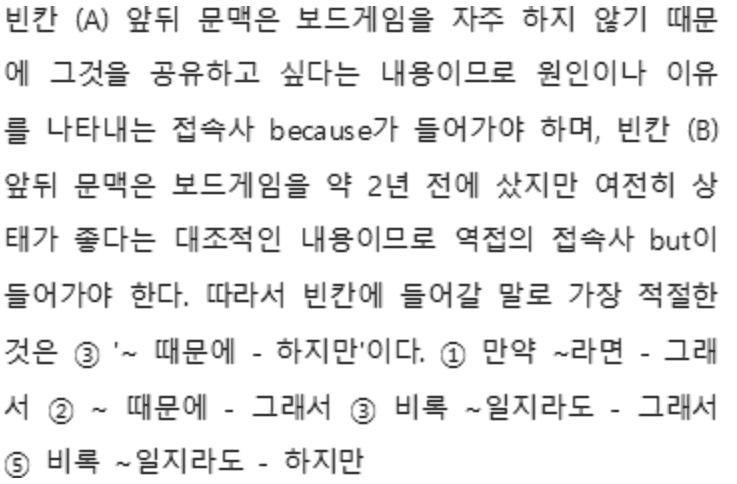 빈칸 (A) 앞뒤 문맥은 보드게임을 자주 하지 않기 때문
에 그것을 공유하고 싶다는 내용이므로 원인이나 이유
를 나타내는 접속사 because가 들어가야 하며, 빈칸 (B)
앞뒤 문맥은 보드게임을 약 2년 전에 샀지만 여전히 상
태가 좋다는 대조적인 내용이므로 역접의 접속사 but이
들어가야 한다. 따라서 빈칸에 들어갈 말로 가장 적절한
것은 ③ '~ 때문에 - 하지만'이다. ① 만약 ~라면 - 그래
서 ② ~ 때문에 - 그래서 ③ 비록 ~일지라도 - 그래서
⑤ 비록 ~일지라도 - 하지만